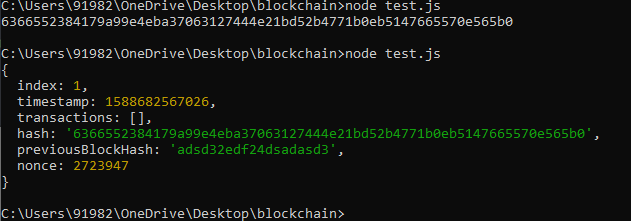 C:\Users\91982\OneDrive\Desktop\blockchain>node test.js
6366552384179a99e4eba37063127444e21bd52b4771b0eb5147665570e565b0
C:\Users\91982\OneDrive\Desktop\blockchain>node test.js
{
  index: 1,
  timestamp: 1588682567026,
  transactions: [],
  hash: '6366552384179a99e4eba37063127444e21bd52b4771b0eb5147665570e565b0',
  previousBlockHash: 'adsd32edf24dsadasd3',
  nonce: 2723947
}
C:\Users\91982\OneDrive\Desktop\blockchain>